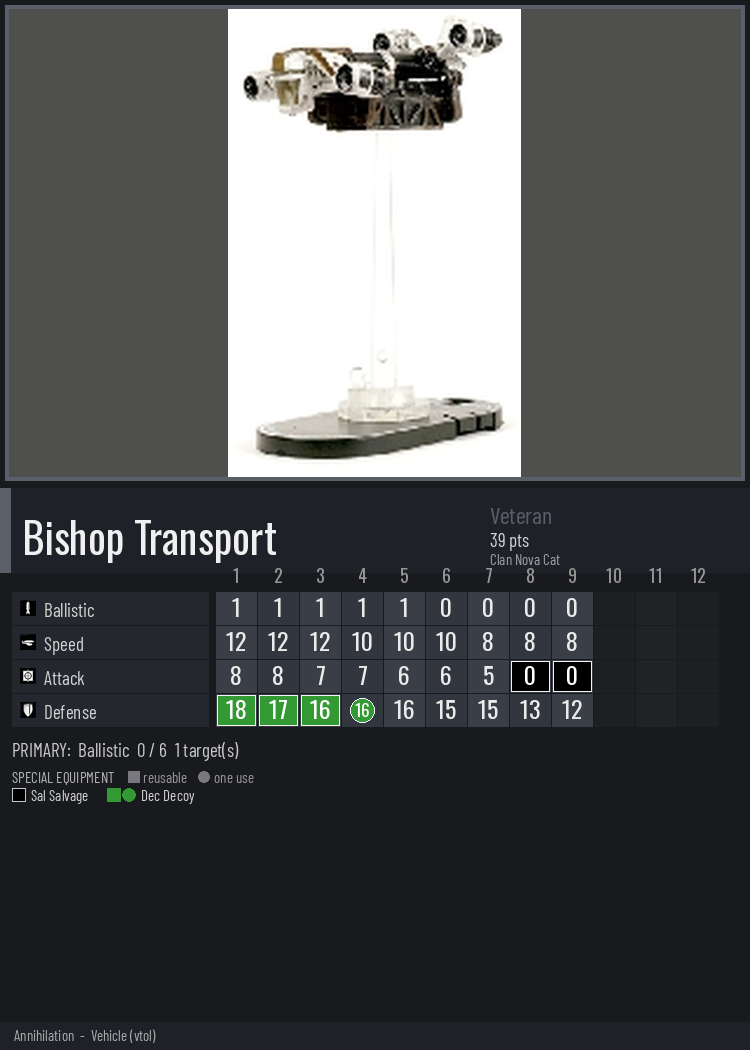 Bishop Transport
Veteran
39 pts
Clan Nova Cat
1 2 3 4 5 6 7 8 9 10 11 12
Ballistic 1 1 1 1 1 0 0 0 0
Speed 12 12 12 10 10 10 8 8 8
Attack 8 8 7 7 6 6 5 0 0
Defense 18 17 16 16 16 15 15 13 12
PRIMARY: Ballistic 0 / 6 1 target(s)
SPECIAL EQUIPMENT reusable one use
Sal Salvage Dec Decoy
Annihilation - Vehicle (vtol)